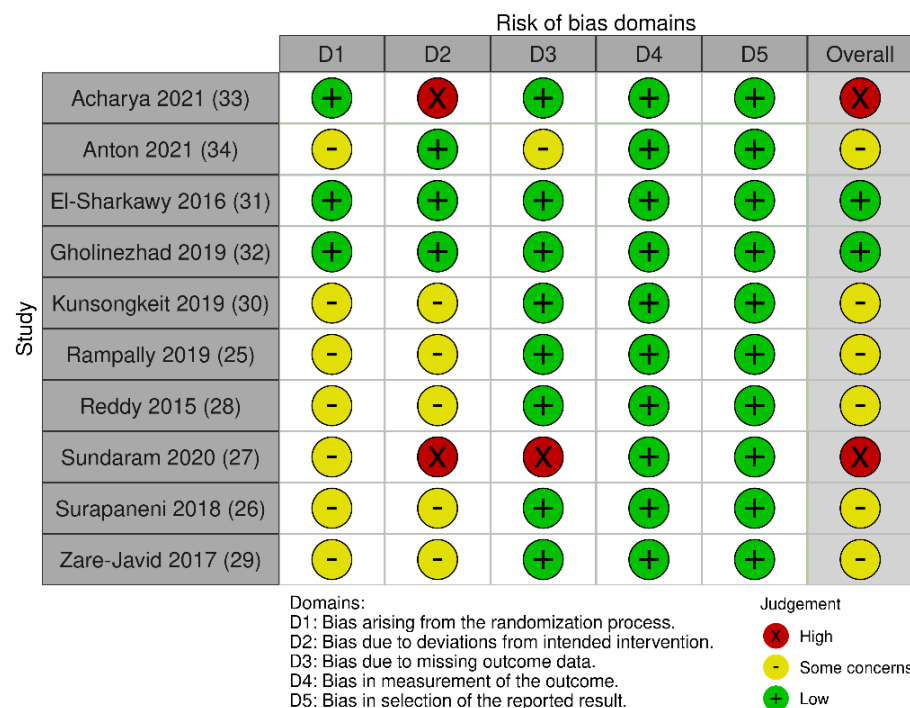 Risk of bias domains
D1 D2 D3 D4 D5 Overall
Study
Acharya 2021 (33) + X + + + X
Anton 2021 (34) - + - + + -
El-Sharkawy 2016 (31) + + + + + +
Gholinezhad 2019 (32) + + + + + +
Kunsongkeit 2019 (30) - - + + + -
Rampally 2019 (25) - - + + + -
Reddy 2015 (28) - - + + + -
Sundaram 2020 (27) - X X + + X
Surapaneni 2018 (26) - - + + + -
Zare-Javid 2017 (29) - - + + + -
Domains:
D1: Bias arising from the randomization process.
D2: Bias due to deviations from intended intervention.
D3: Bias due to missing outcome data.
D4: Bias in measurement of the outcome.
D5: Bias in selection of the reported result.
Judgement
X High
- Some concerns
+ Low